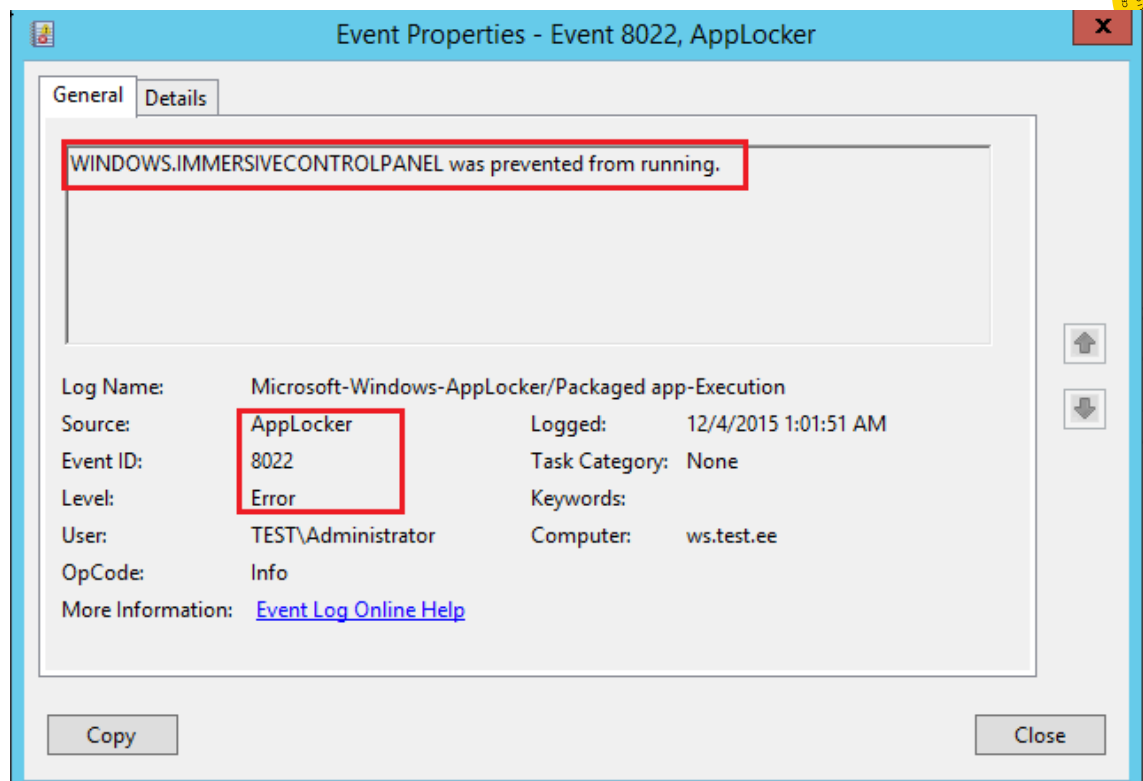 Event Properties - Event 8022, AppLocker
X
General Details
WINDOWS.IMMERSIVECONTROLPANEL was prevented from running.
Log Name: Microsoft-Windows-AppLocker/Packaged app-Execution
Source: AppLocker Logged: 12/4/2015 1:01:51 AM
Event ID: 8022 Task Category: None
Level: Error Keywords:
User: TEST\Administrator Computer: ws.test.ee
OpCode: Info
More Information: Event Log Online Help
Copy Close